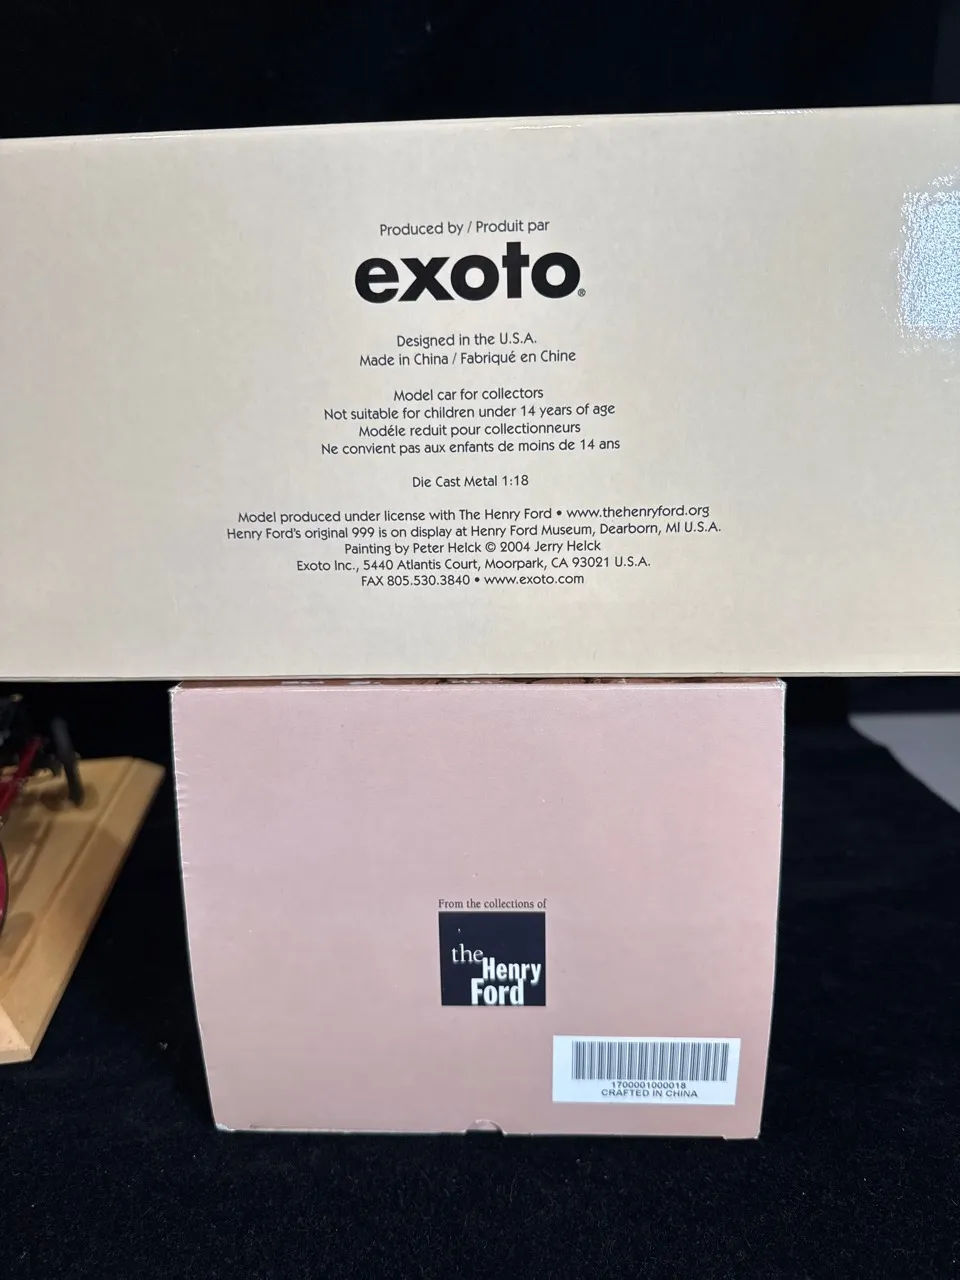 Produced by / Produit par
exoto®
Designed in the U.S.A.
Made in China / Fabriqué en Chine
Model car for collectors
Not suitable for children under 14 years of age
Modéle reduit pour collectionneurs
Ne convient pas aux enfants de moins de 14 ans
Die Cast Metal 1:18
Model produced under license with The Henry Ford • www.thehenryford.org
Henry Ford's original 999 is on display at Henry Ford Museum, Dearborn, MI U.S.A.
Painting by Peter Helck © 2004 Jerry Helck
Exoto Inc., 5440 Atlantis Court, Moorpark, CA 93021 U.S.A.
FAX 805.530.3840 • www.exoto.com
From the collections of
the
Henry
Ford
1700001000018
CRAFTED IN CHINA